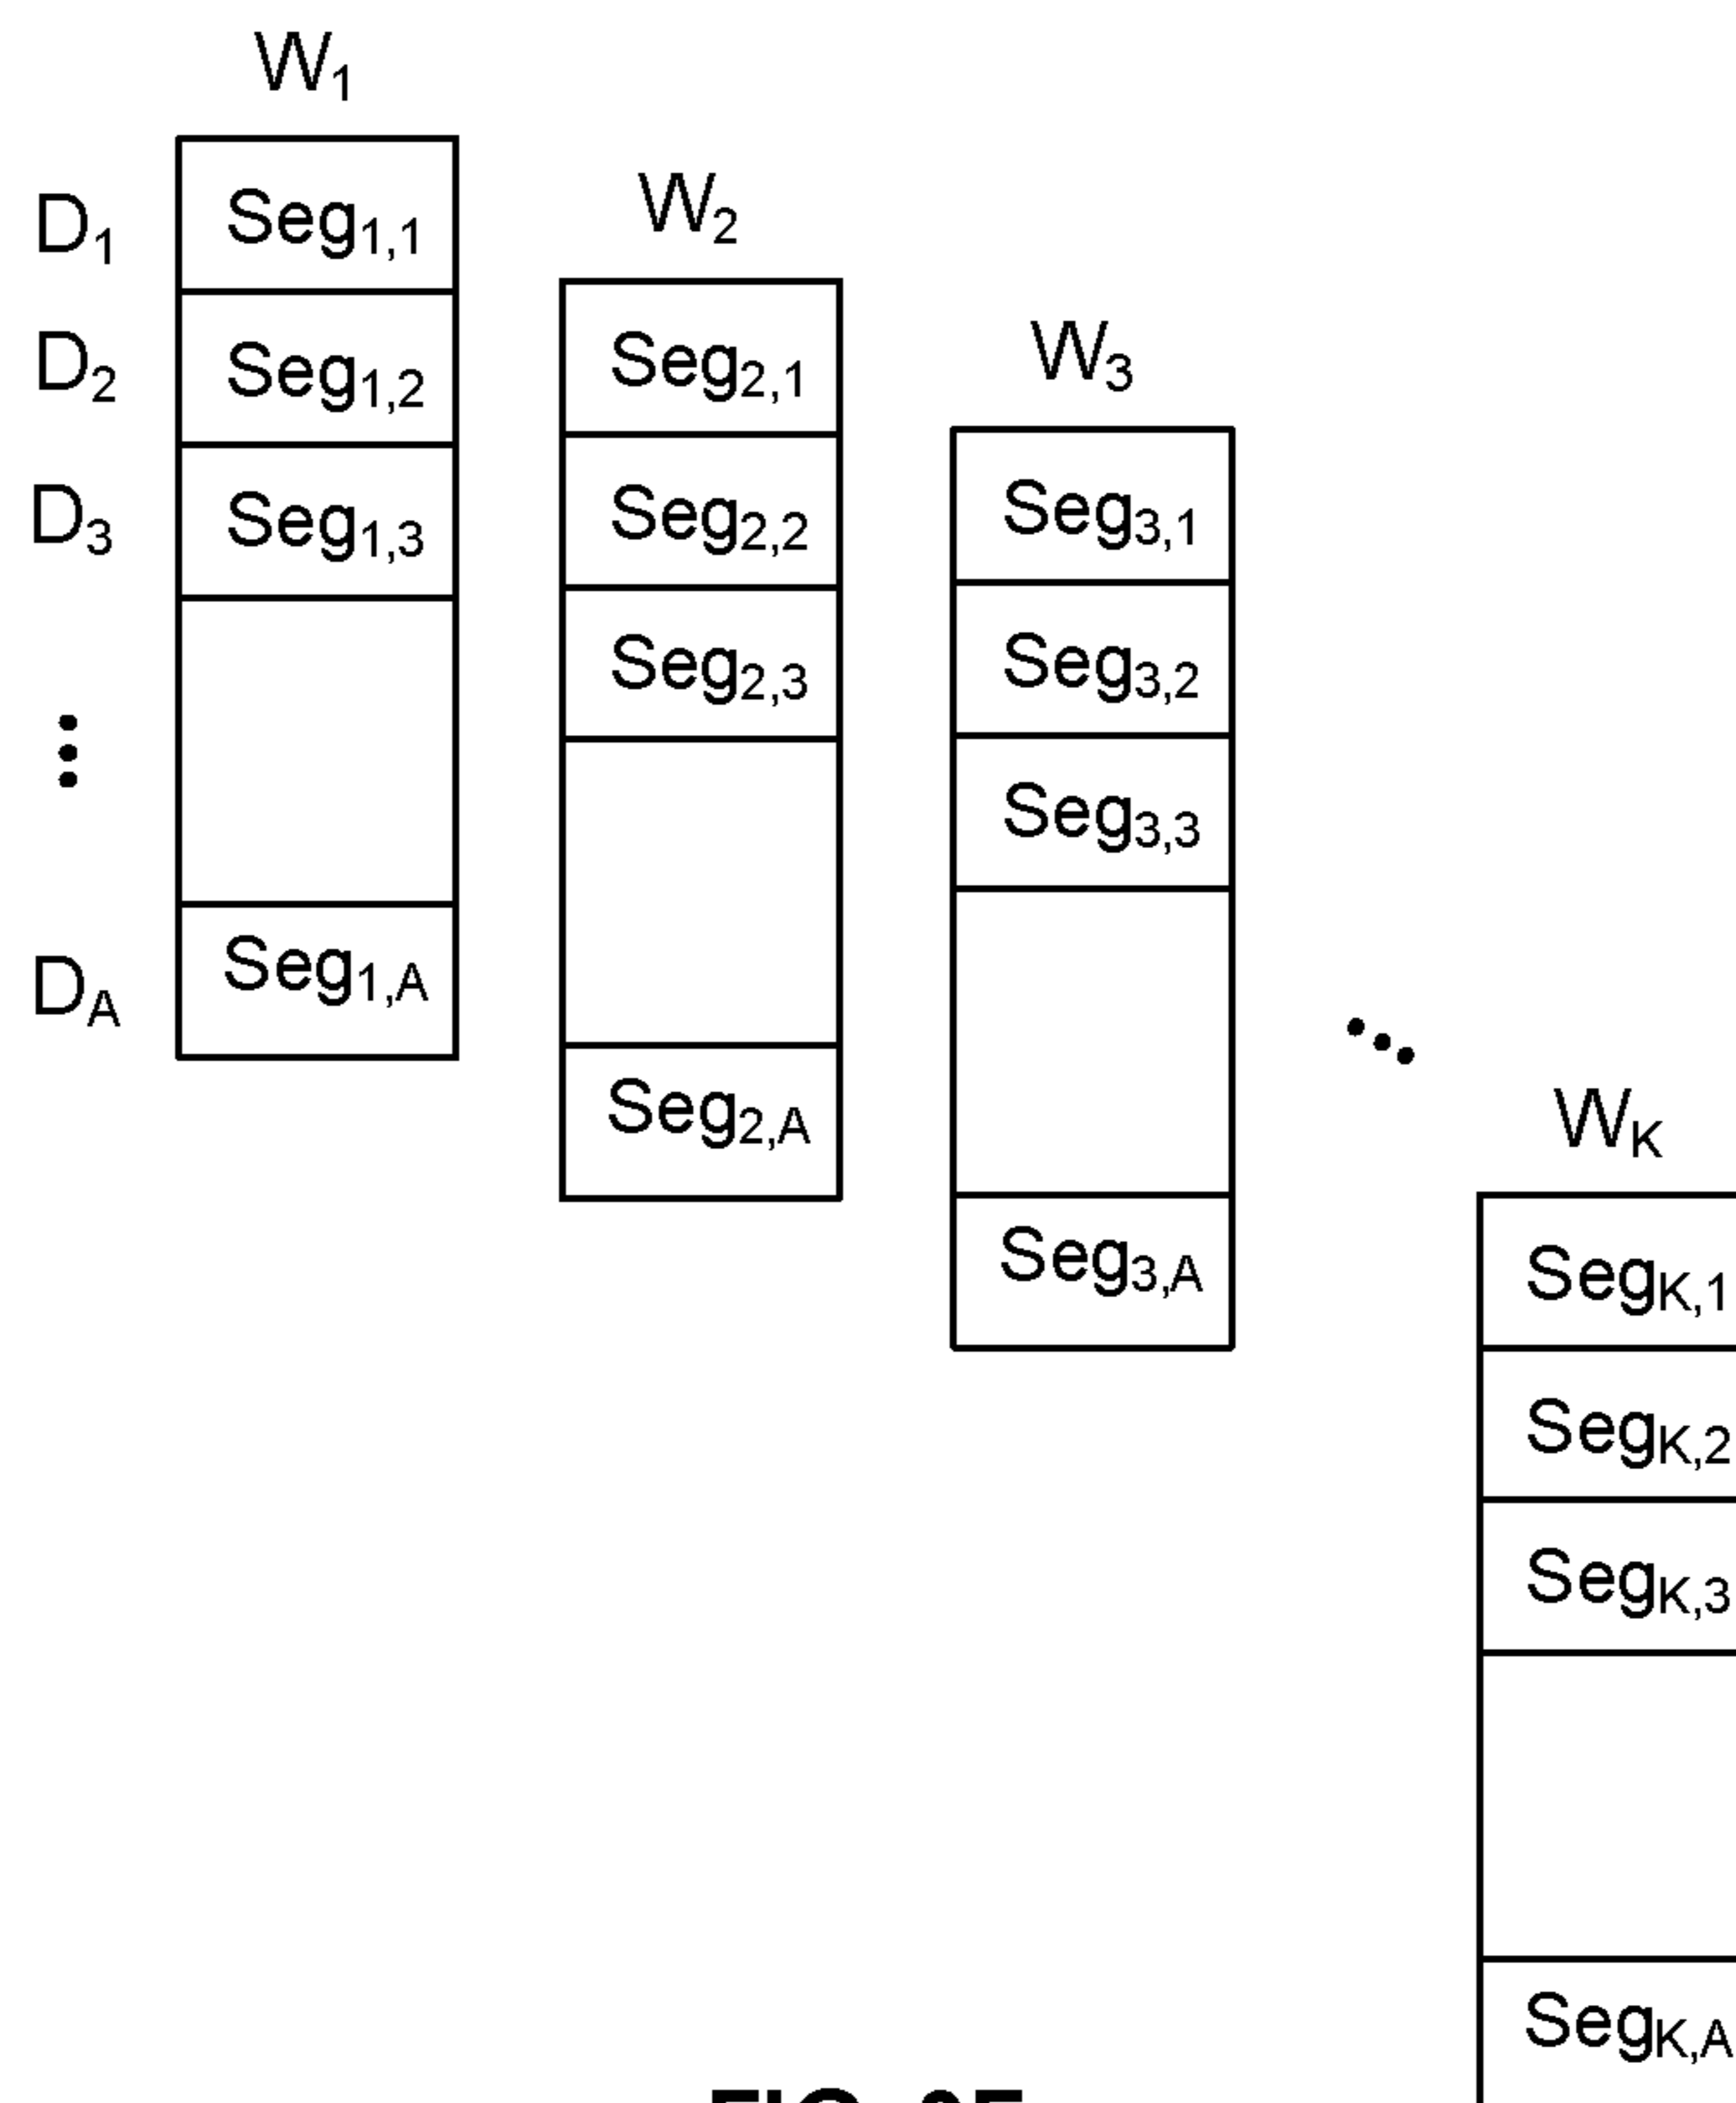 W1
D1 Seg1,1
W2
D2 Seg1,2 Seg2,1
W3
D3 Seg1,3 Seg2,2 Seg3,1
Seg2,3 Seg3,2
Seg3,3
DA Seg1,A
Seg2,A
WK
Seg3,A SegK,1
SegK,2
SegK,3
SegK,A